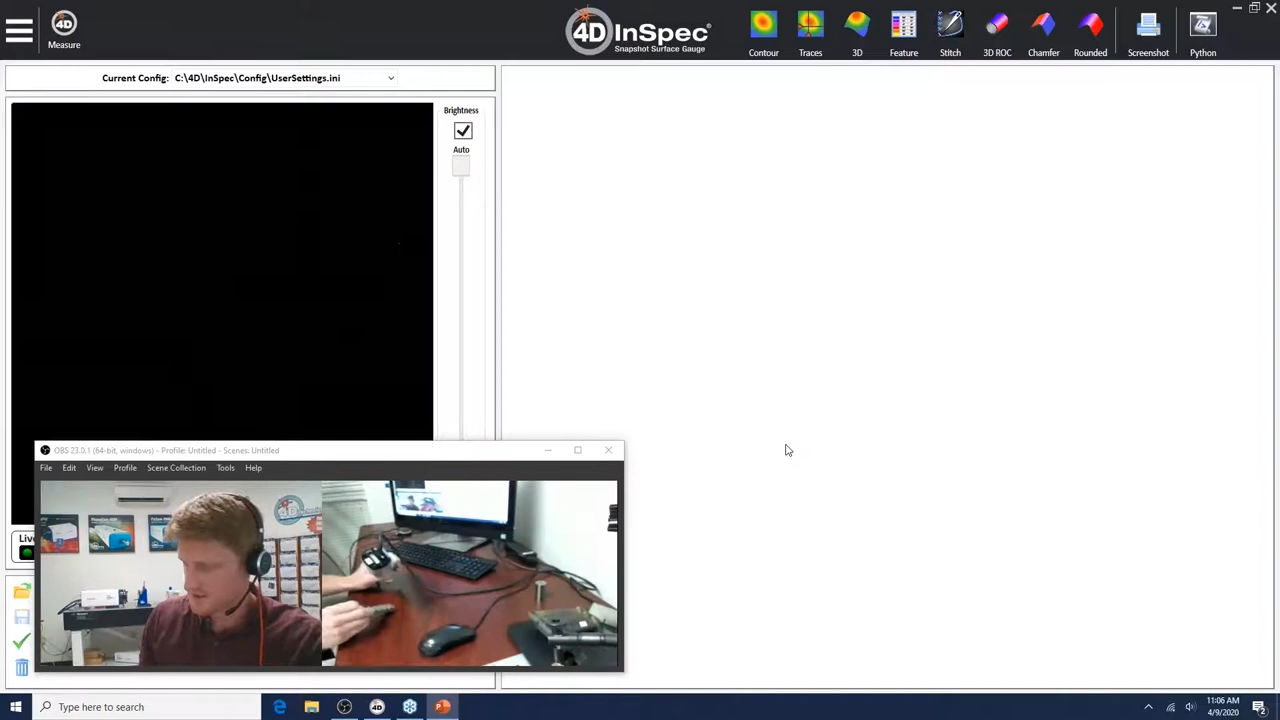 Measure
4D InSpec®
Snapshot Surface Gauge
Contour
Traces
3D
Feature
Stitch
3D ROC
Chamfer
Rounded
Screenshot
Python
Current Config: C:\4D\InSpec\Config\UserSettings.ini
Brightness
Auto
OBS 23.0.1 (64-bit, windows) - Profile: Untitled - Scenes: Untitled
File Edit View Profile Scene Collection Tools Help
Live
Type here to search
11:06 AM
4/9/2020
2